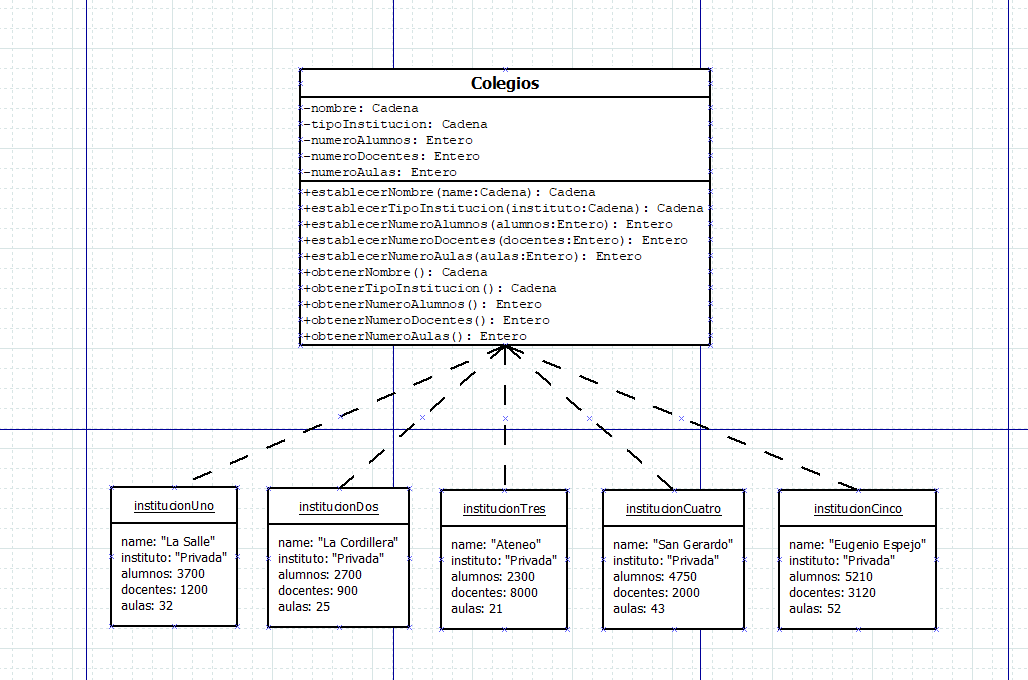 Colegios
-nombre: Cadena
-tipoInstitucion: Cadena
-numeroAlumnos: Entero
-numeroDocentes: Entero
-numeroAulas: Entero
+establecerNombre(name:Cadena): Cadena
+establecerTipoInstitucion(instituto:Cadena): Cadena
+establecerNumeroAlumnos(alumnos:Entero): Entero
+establecerNumeroDocentes(docentes:Entero): Entero
+establecerNumeroAulas(aulas:Entero): Entero
+obtenerNombre(): Cadena
+obtenerTipoInstitucion(): Cadena
+obtenerNumeroAlumnos(): Entero
+obtenerNumeroDocentes(): Entero
+obtenerNumeroAulas(): Entero
institucionUno
name: "La Salle"
instituto: "Privada"
alumnos: 3700
docentes: 1200
aulas: 32
institucionDos
name: "La Cordillera"
instituto: "Privada"
alumnos: 2700
docentes: 900
aulas: 25
institucionTres
name: "Ateneo"
instituto: "Privada"
alumnos: 2300
docentes: 8000
aulas: 21
institucionCuatro
name: "San Gerardo"
instituto: "Privada"
alumnos: 4750
docentes: 2000
aulas: 43
institucionCinco
name: "Eugenio Espejo"
instituto: "Privada"
alumnos: 5210
docentes: 3120
aulas: 52